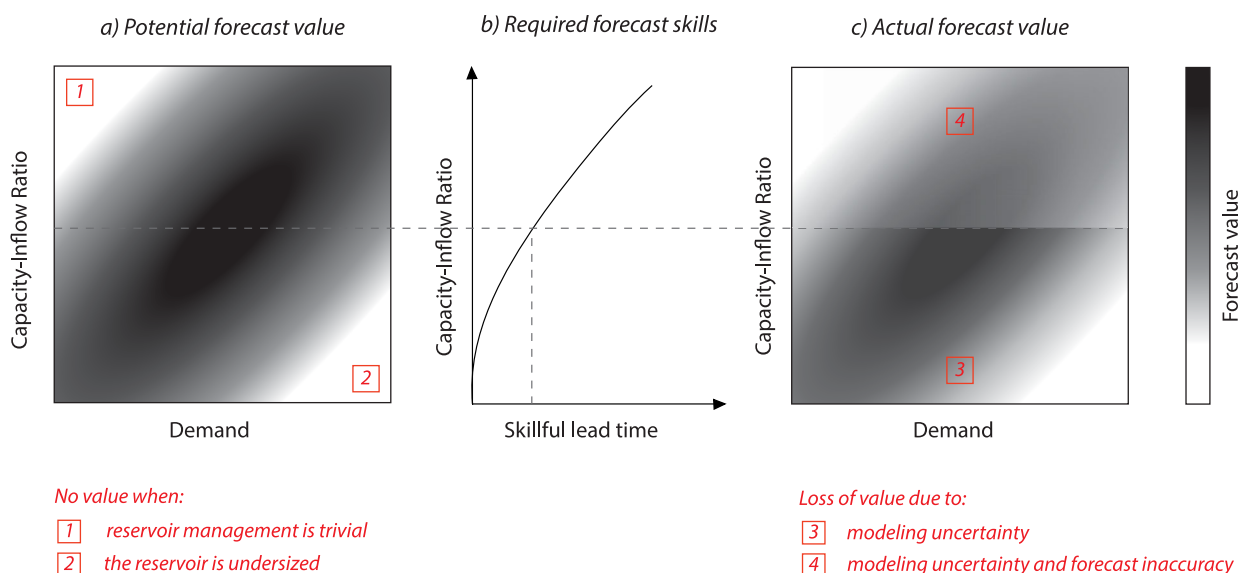 a) Potential forecast value
b) Required forecast skills
c) Actual forecast value
1
2
Capacity-Inflow Ratio
Demand
Capacity-Inflow Ratio
Skillful lead time
4
3
Capacity-Inflow Ratio
Demand
Forecast value
No value when:
1 reservoir management is trivial
2 the reservoir is undersized
Loss of value due to:
3 modeling uncertainty
4 modeling uncertainty and forecast inaccuracy